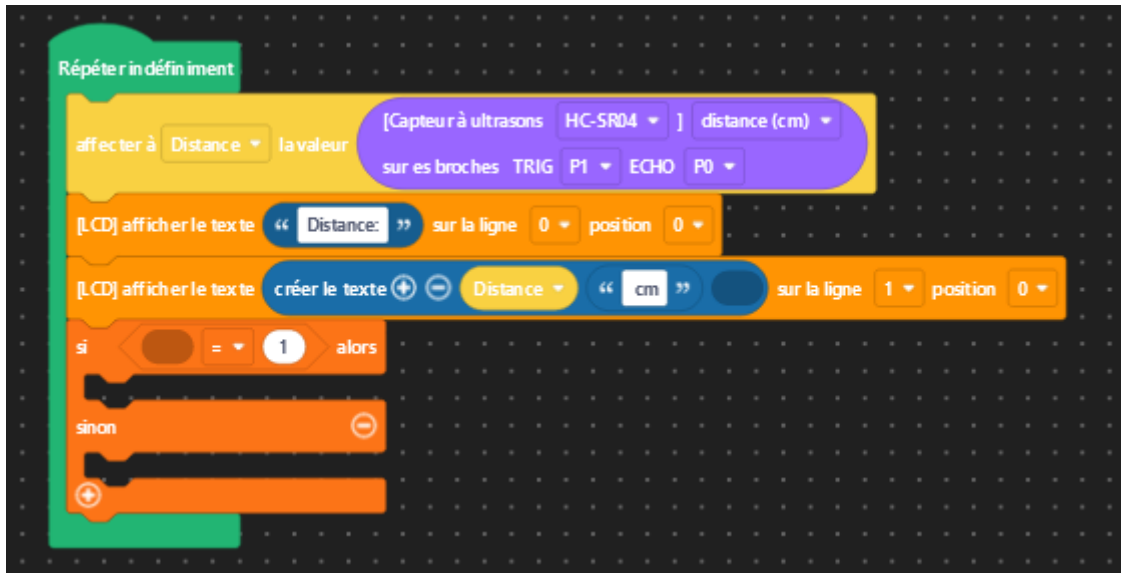 Répéter indéfiniment
affecter à Distance la valeur [Capteur à ultrasons HC-SR04 ] distance (cm)
sur es broches TRIG P1 ECHO P0
[LCD] afficher le texte “ Distance: ” sur la ligne 0 position 0
[LCD] afficher le texte créer le texte + - Distance “ cm ” sur la ligne 1 position 0
si = 1 alors
sinon -
+